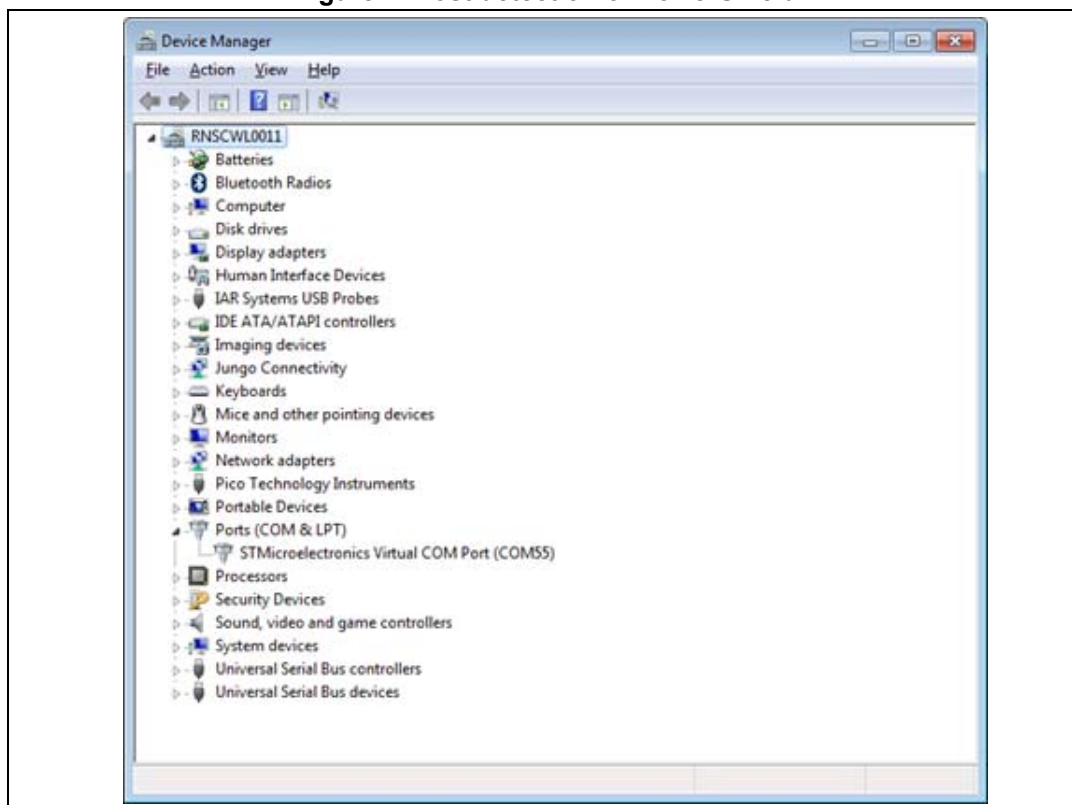 Device Manager
File Action View Help
RNSCWL0011
Batteries
Bluetooth Radios
Computer
Disk drives
Display adapters
Human Interface Devices
IAR Systems USB Probes
IDE ATA/ATAPI controllers
Imaging devices
Jungo Connectivity
Keyboards
Mice and other pointing devices
Monitors
Network adapters
Pico Technology Instruments
Portable Devices
Ports (COM & LPT)
STMicroelectronics Virtual COM Port (COM55)
Processors
Security Devices
Sound, video and game controllers
System devices
Universal Serial Bus controllers
Universal Serial Bus devices